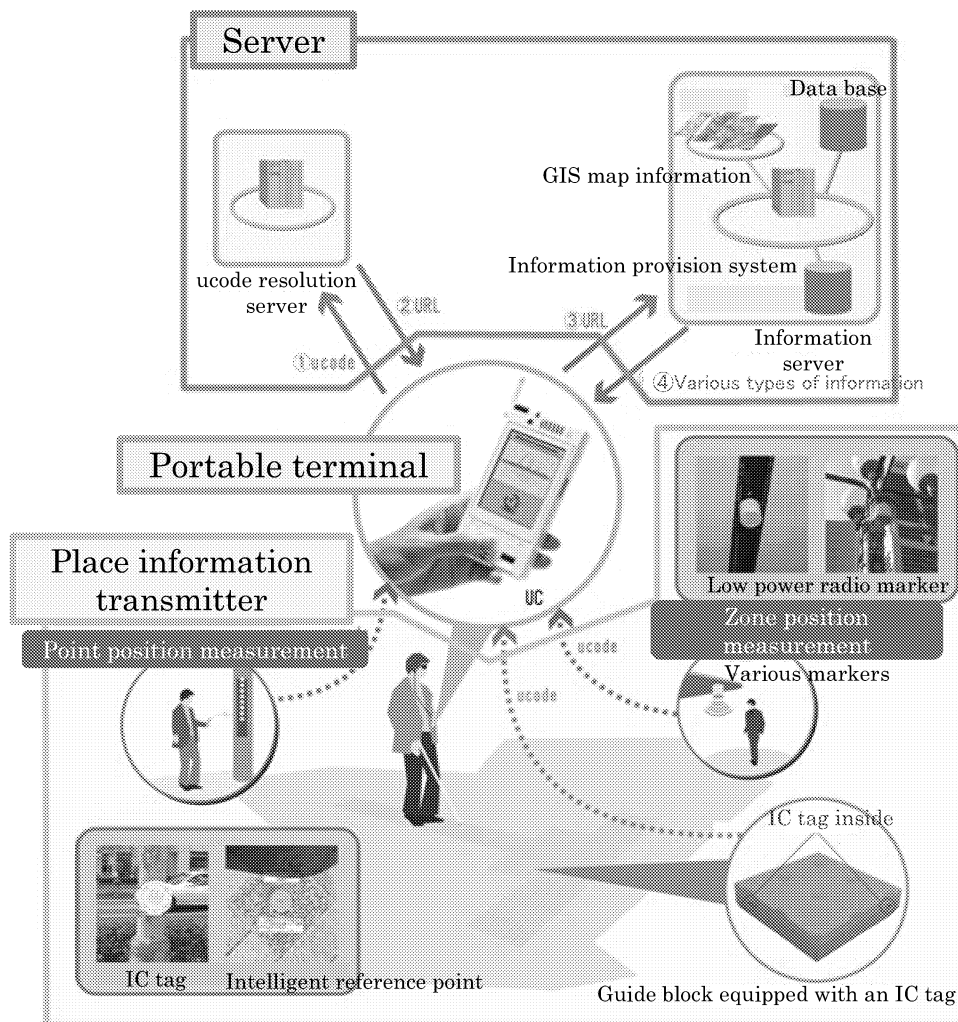 Server
Data base
GIS map information
Information provision system
ucode resolution
server
②URL
③URL
①ucode
Information
server
④Various types of information
Portable terminal
Place information
transmitter
UC
Low power radio marker
Point position measurement
Zone position
measurement
ucode
Various markers
ucode
IC tag inside
IC tag
Intelligent reference point
Guide block equipped with an IC tag